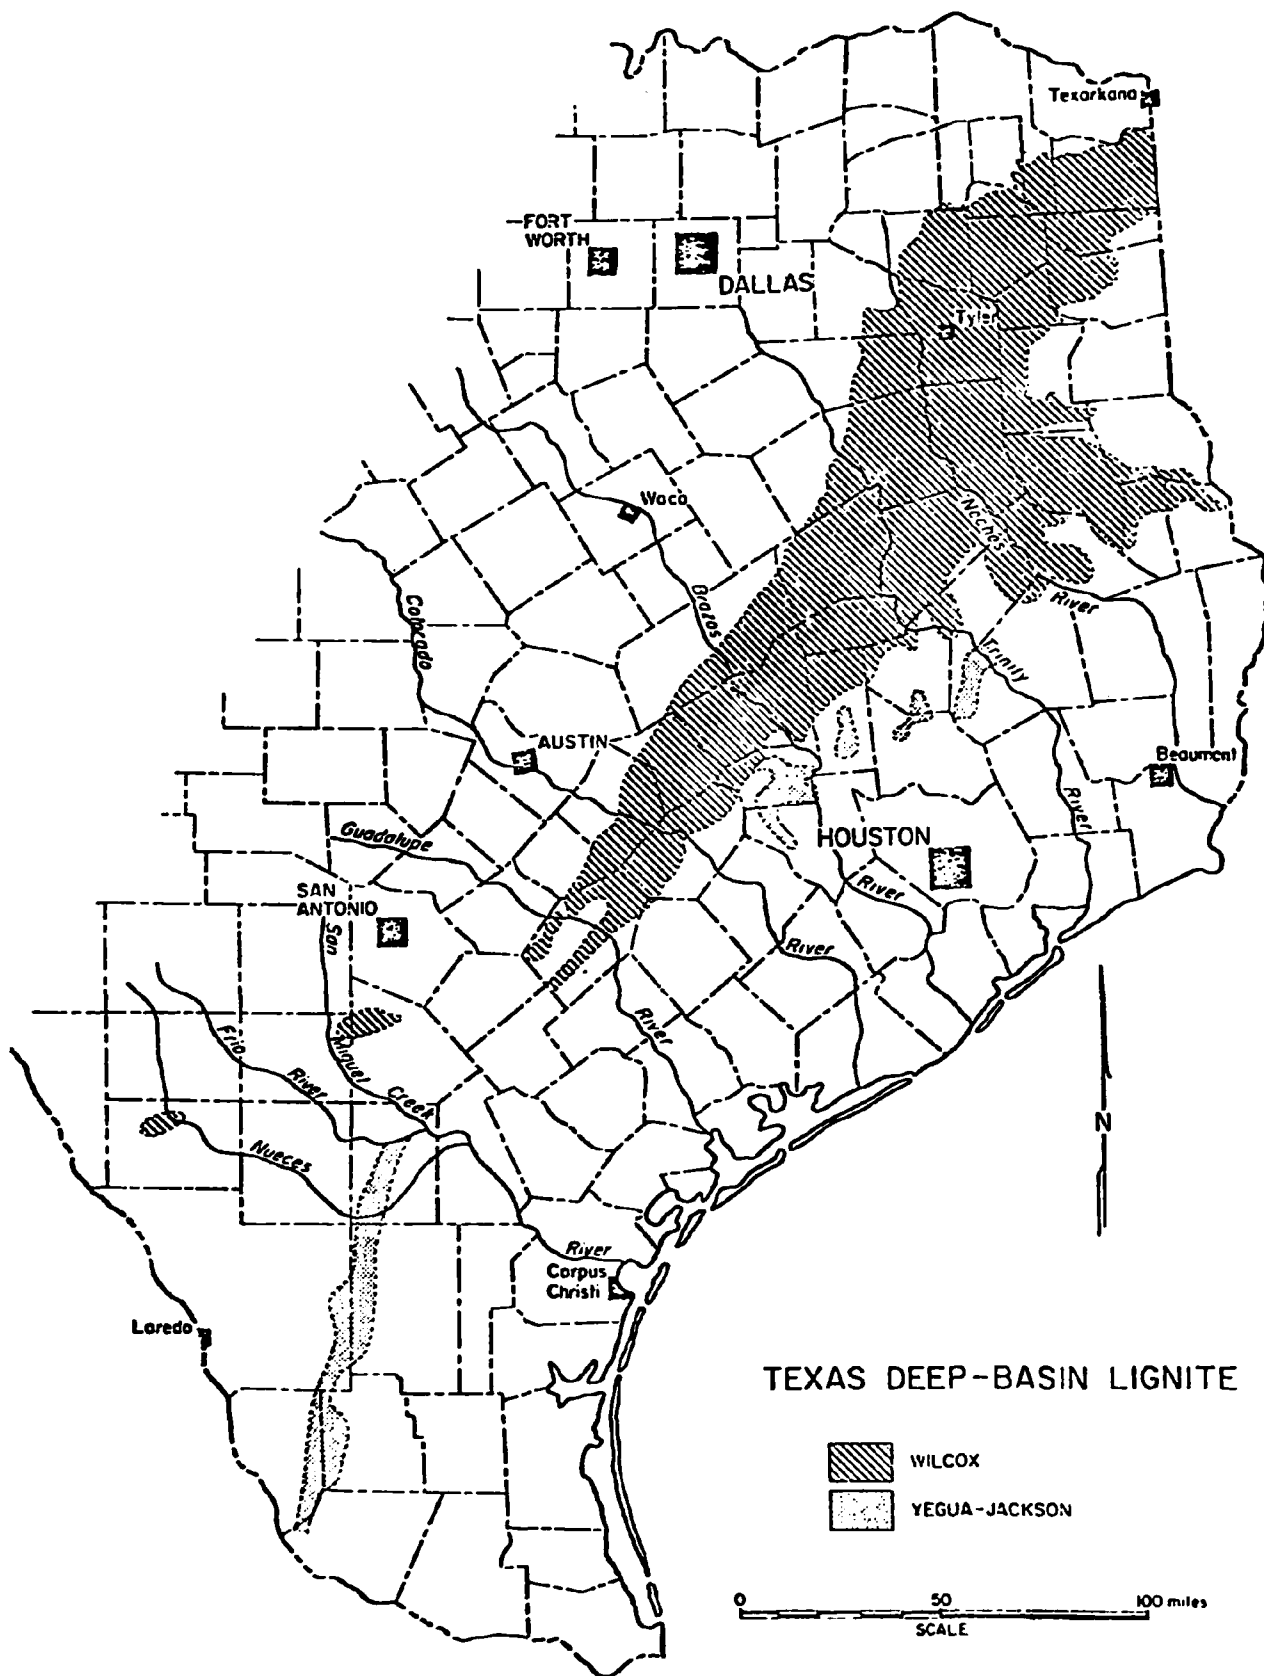 Texarkana
FORT
WORTH
DALLAS
Tyler
Waco
Neches
River
Colorado
Brazos
Trinity
AUSTIN
Beaumont
River
Guadalupe
HOUSTON
SAN
ANTONIO
San
River
River
Frio
Miguel
River
River
Creek
N
Nueces
River
Corpus
Christi
Laredo
TEXAS DEEP-BASIN LIGNITE
WILCOX
YEGUA-JACKSON
0 50 100 miles
SCALE